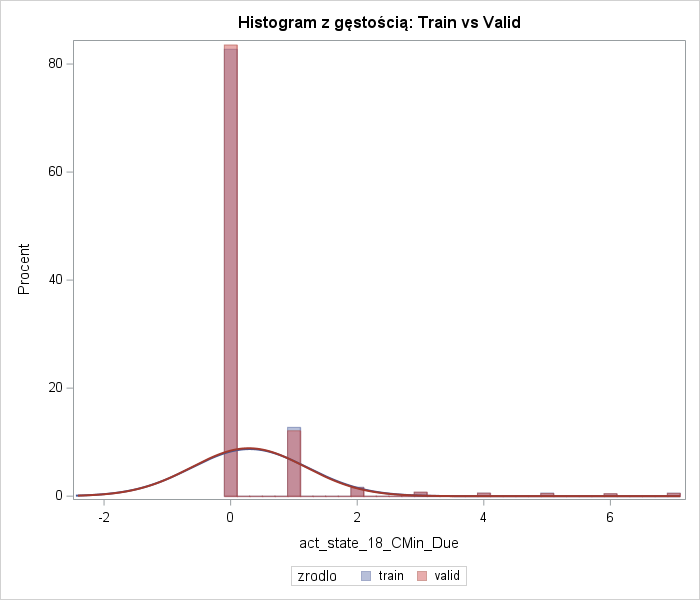 Histogram z gęstością: Train vs Valid
80
60
40
20
0
Procent
-2 0 2 4 6
act_state_18_CMin_Due
zrodlo train valid